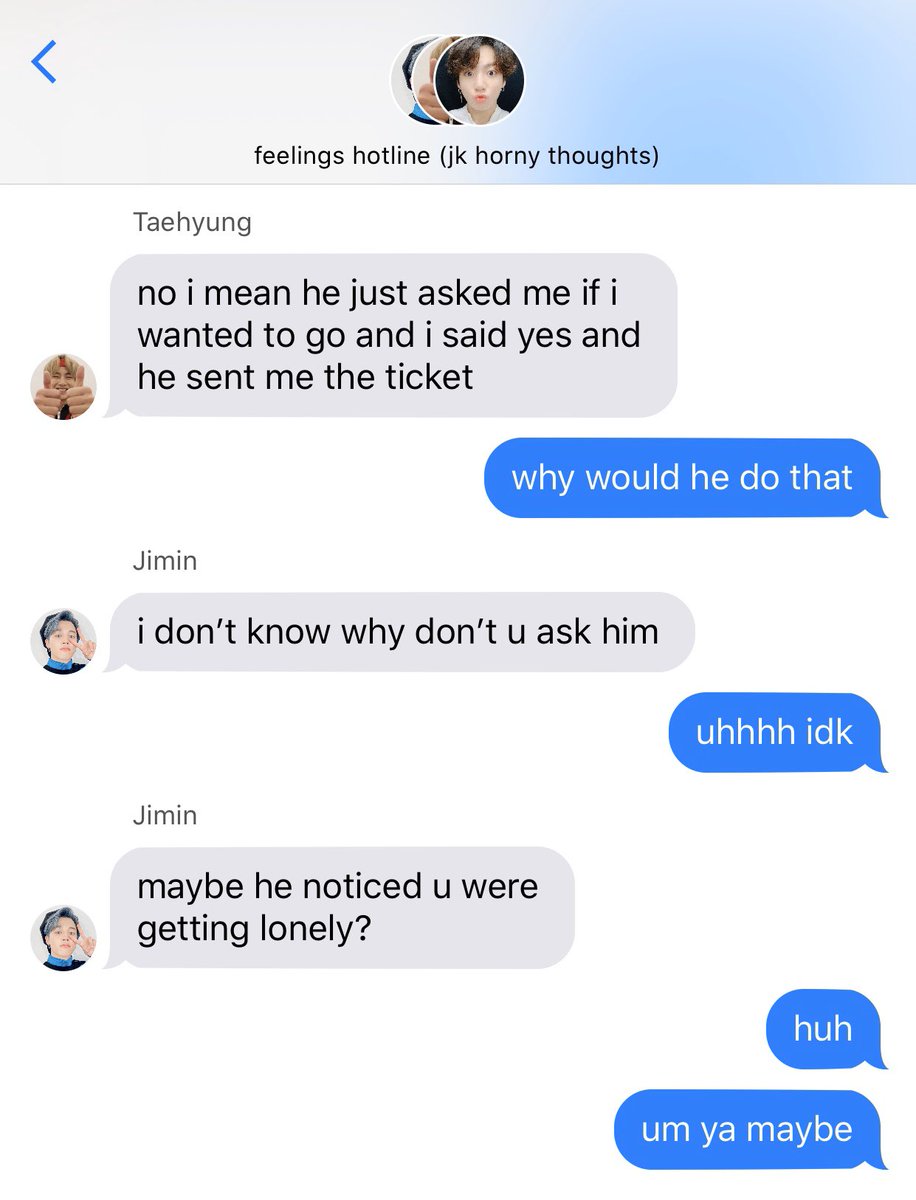 feelings hotline (jk horny thoughts)
Taehyung
no i mean he just asked me if i
wanted to go and i said yes and
he sent me the ticket
why would he do that
Jimin
i don’t know why don’t u ask him
uhhhh idk
Jimin
maybe he noticed u were
getting lonely?
huh
um ya maybe